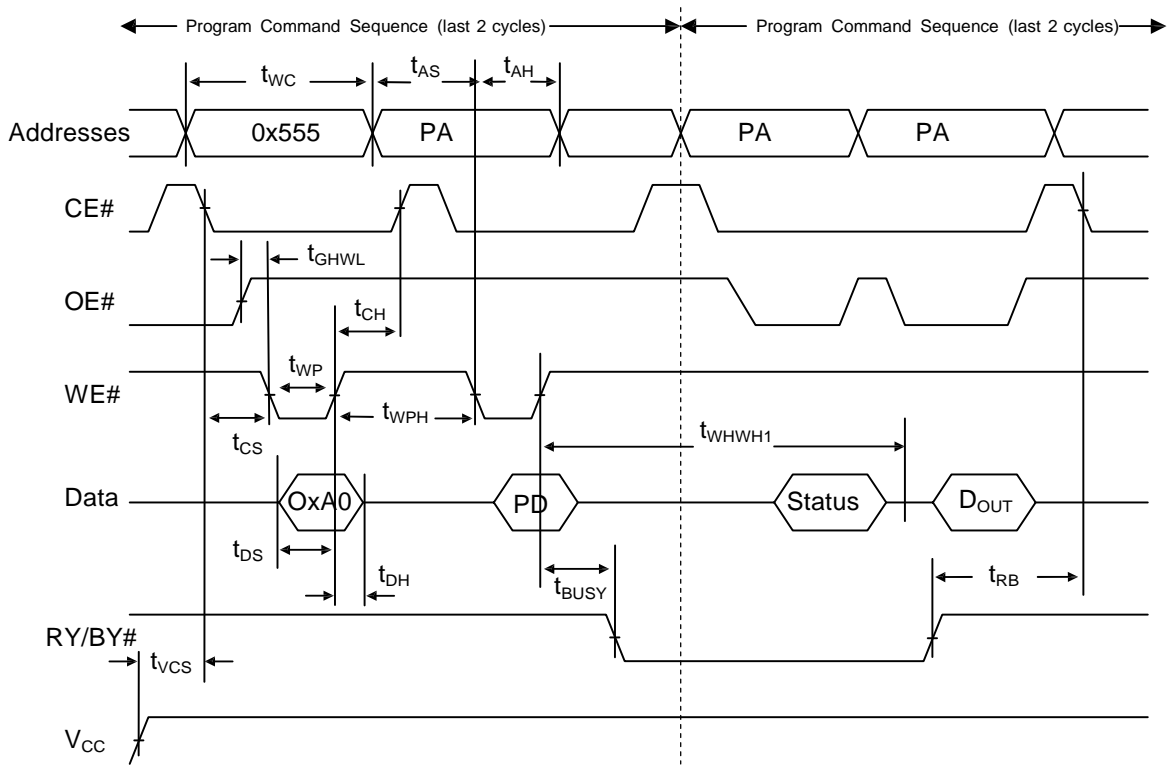 Program Command Sequence (last 2 cycles) Program Command Sequence (last 2 cycles)
tWC tAS tAH
Addresses 0x555 PA PA PA
CE#
tGHWL
OE#
tCH
tWP
WE#
tWPH
tWHWH1
tCS
Data OxA0 PD Status DOUT
tDS
tDH
tBUSY
tRB
RY/BY#
tVCS
VCC